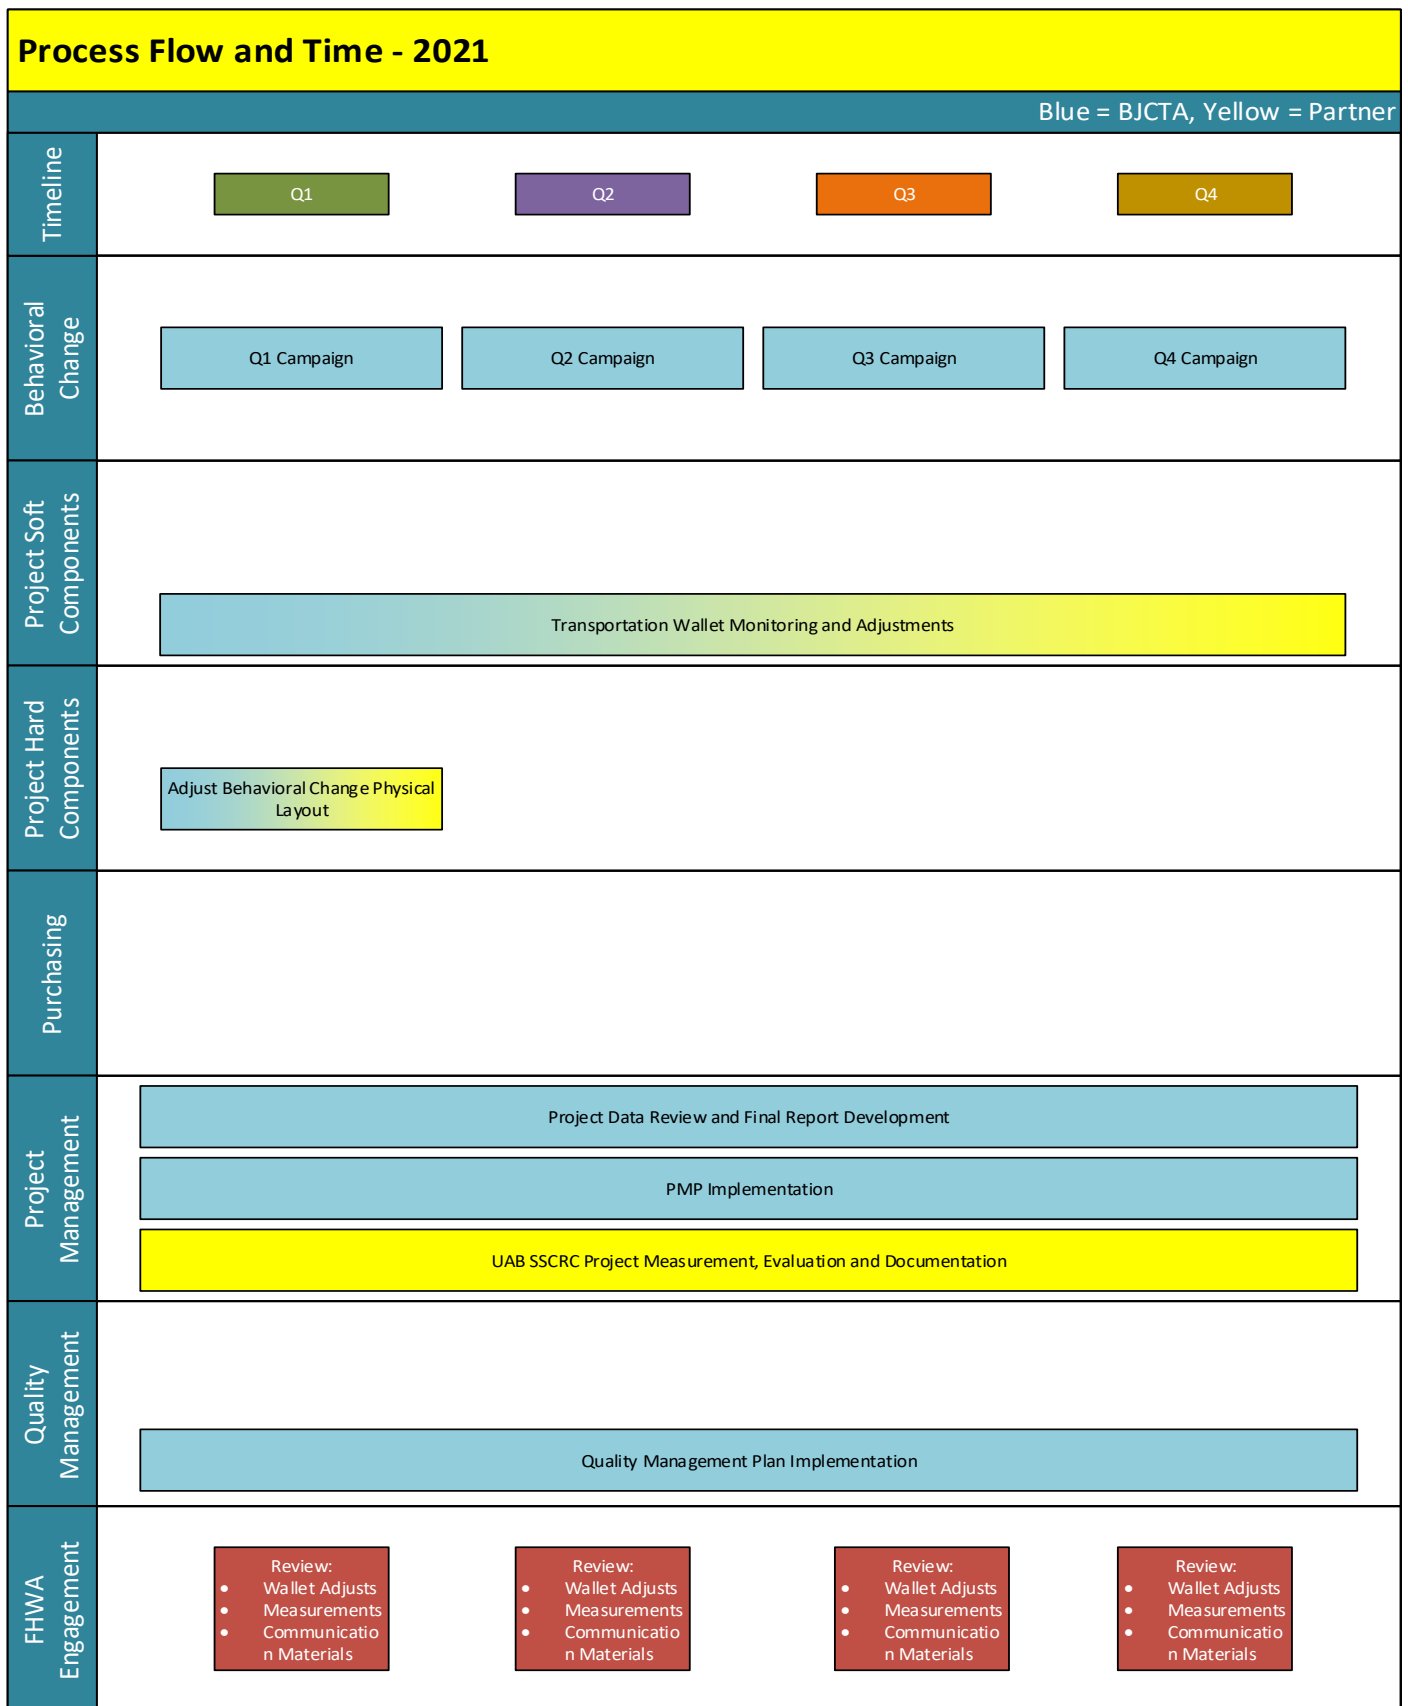 Process Flow and Time - 2021
Blue = BJCTA, Yellow = Partner
Timeline
Q1
Q2
Q3
Q4
Behavioral
Change
Q1 Campaign
Q2 Campaign
Q3 Campaign
Q4 Campaign
Project Soft
Components
Transportation Wallet Monitoring and Adjustments
Project Hard
Components
Adjust Behavioral Change Physical
Layout
Purchasing
Project
Management
Project Data Review and Final Report Development
PMP Implementation
UAB SSCRC Project Measurement, Evaluation and Documentation
Quality
Management
Quality Management Plan Implementation
FHWA
Engagement
Review:
• Wallet Adjusts
• Measurements
• Communicatio
n Materials
Review:
• Wallet Adjusts
• Measurements
• Communicatio
n Materials
Review:
• Wallet Adjusts
• Measurements
• Communicatio
n Materials
Review:
• Wallet Adjusts
• Measurements
• Communicatio
n Materials